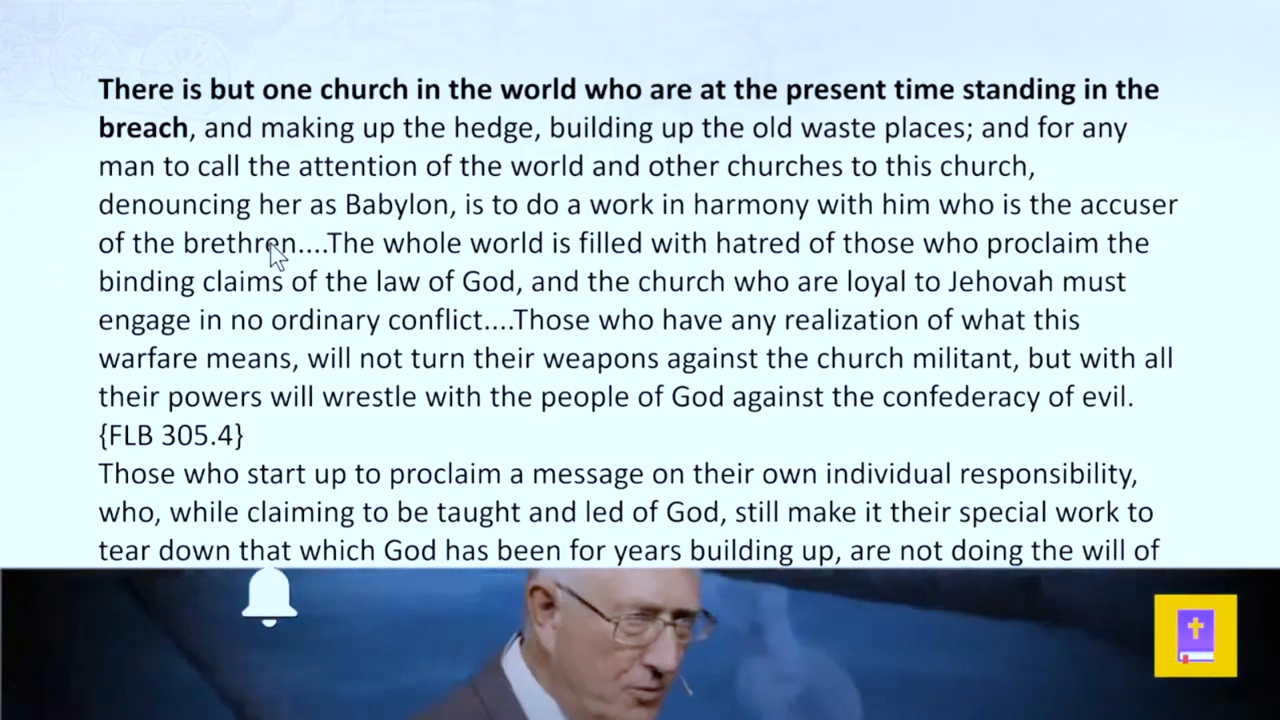 There is but one church in the world who are at the present time standing in the
breach, and making up the hedge, building up the old waste places; and for any
man to call the attention of the world and other churches to this church,
denouncing her as Babylon, is to do a work in harmony with him who is the accuser
of the brethren....The whole world is filled with hatred of those who proclaim the
binding claims of the law of God, and the church who are loyal to Jehovah must
engage in no ordinary conflict....Those who have any realization of what this
warfare means, will not turn their weapons against the church militant, but with all
their powers will wrestle with the people of God against the confederacy of evil.
{FLB 305.4}
Those who start up to proclaim a message on their own individual responsibility,
who, while claiming to be taught and led of God, still make it their special work to
tear down that which God has been for years building up, are not doing the will of